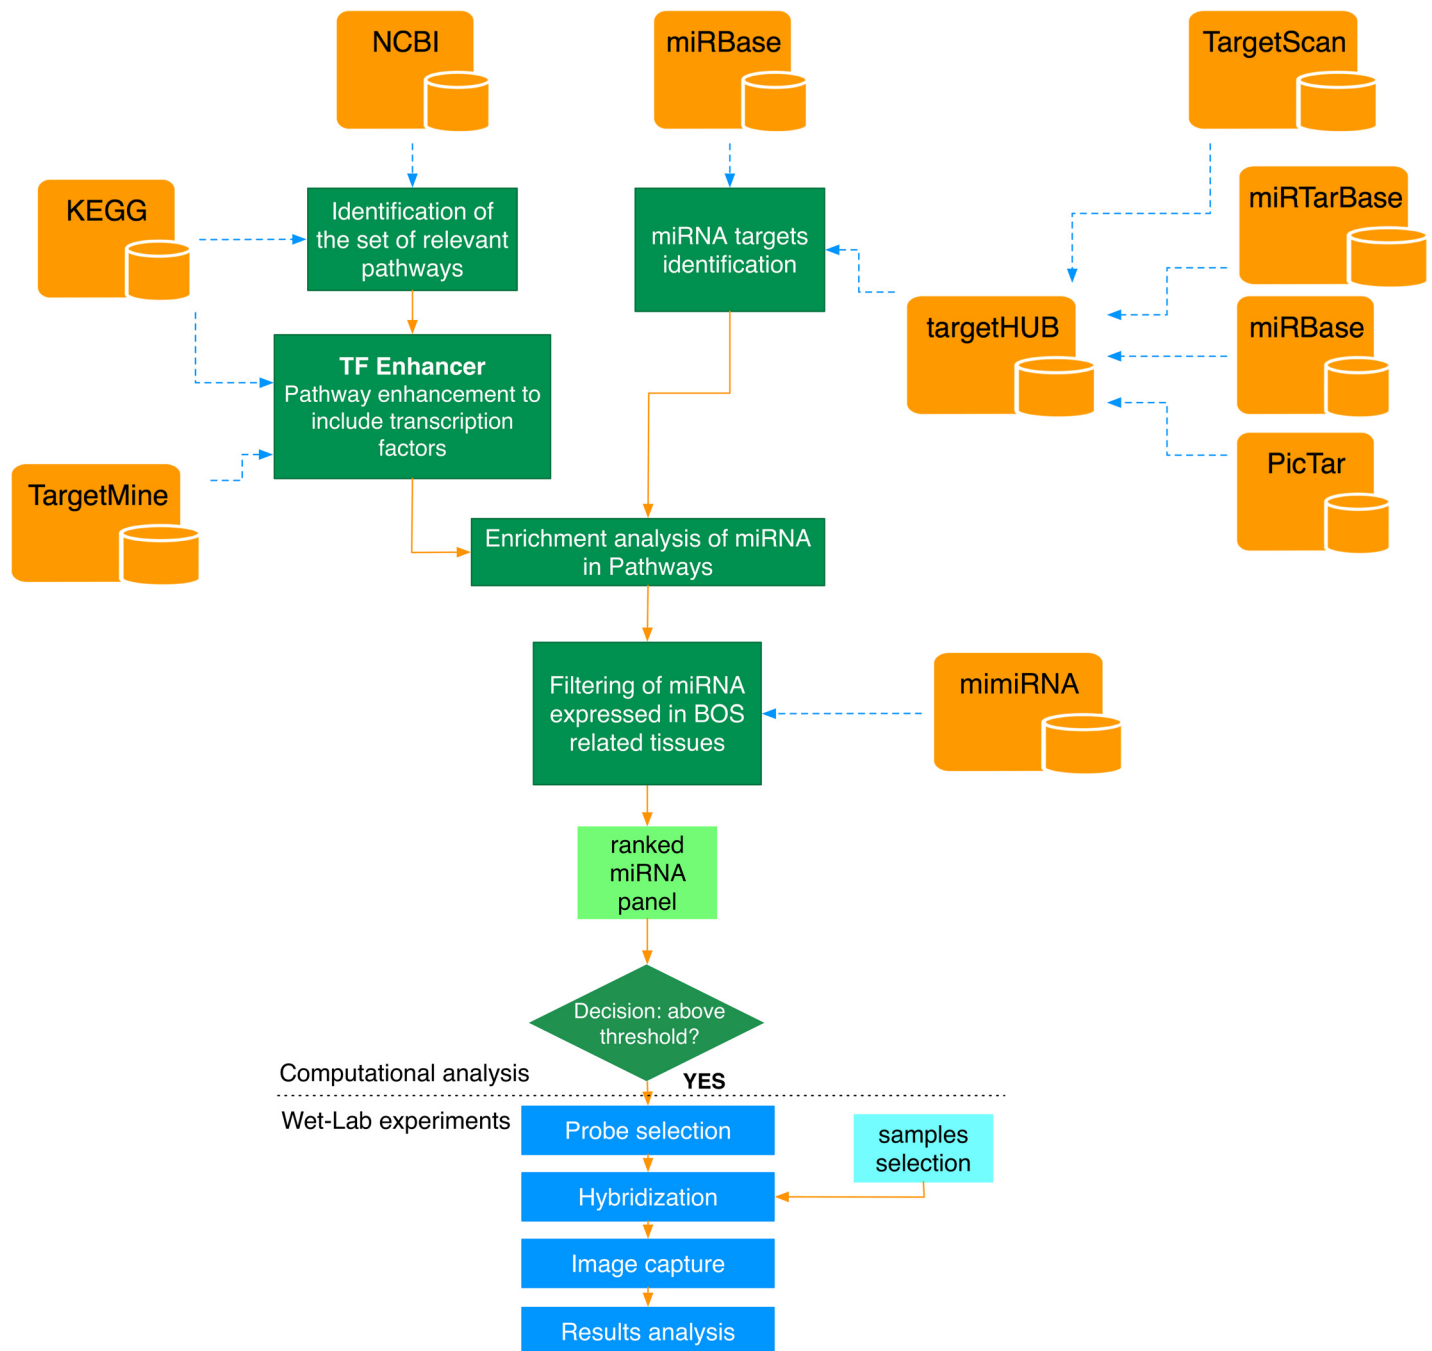 NCBI
miRBase
TargetScan
KEGG
Identification of
the set of relevant
pathways
miRNA targets
identification
miRTarBase
targetHUB
miRBase
TF Enhancer
Pathway enhancement to
include transcription
factors
PicTar
TargetMine
Enrichment analysis of miRNA
in Pathways
Filtering of miRNA
expressed in BOS
related tissues
mimiRNA
ranked
miRNA
panel
Decision: above
threshold?
Computational analysis
YES
Wet-Lab experiments
Probe selection
samples
selection
Hybridization
Image capture
Results analysis